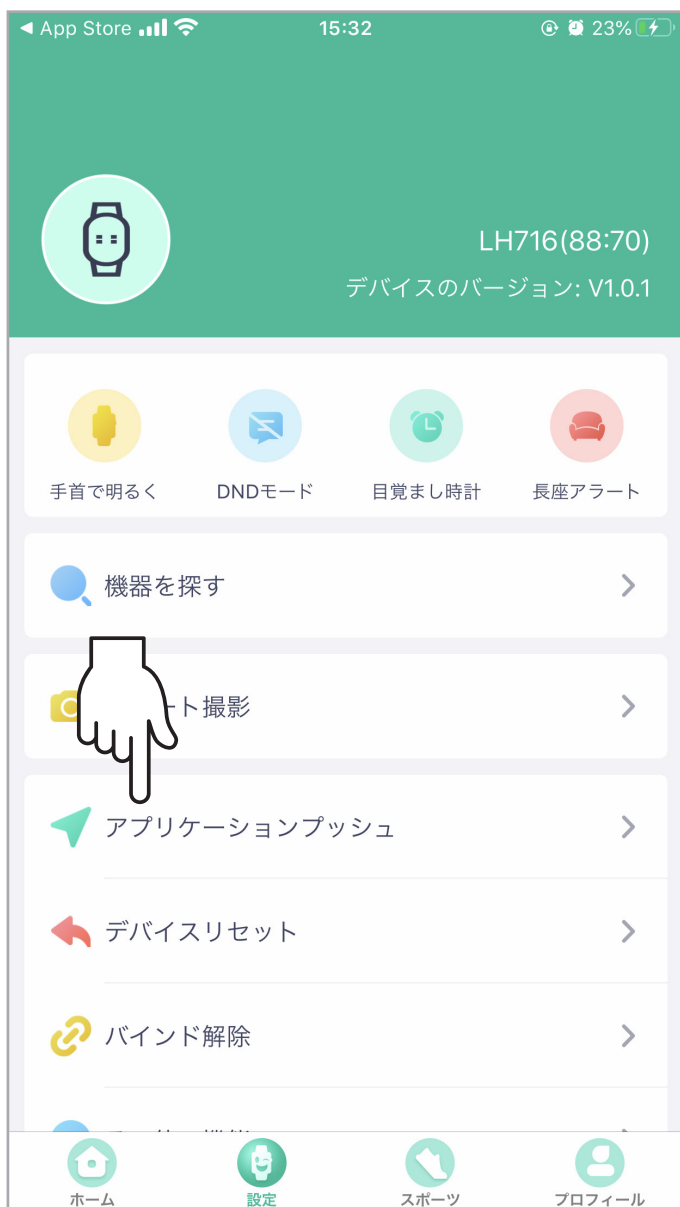 ◀ App Store 15:32 23%
LH716(88:70)
デバイスのバージョン: V1.0.1
手首で明るく DNDモード 目覚まし時計 長座アラート
機器を探す
ート撮影
アプリケーションプッシュ
デバイスリセット
バインド解除
ホーム 設定 スポーツ プロフィール